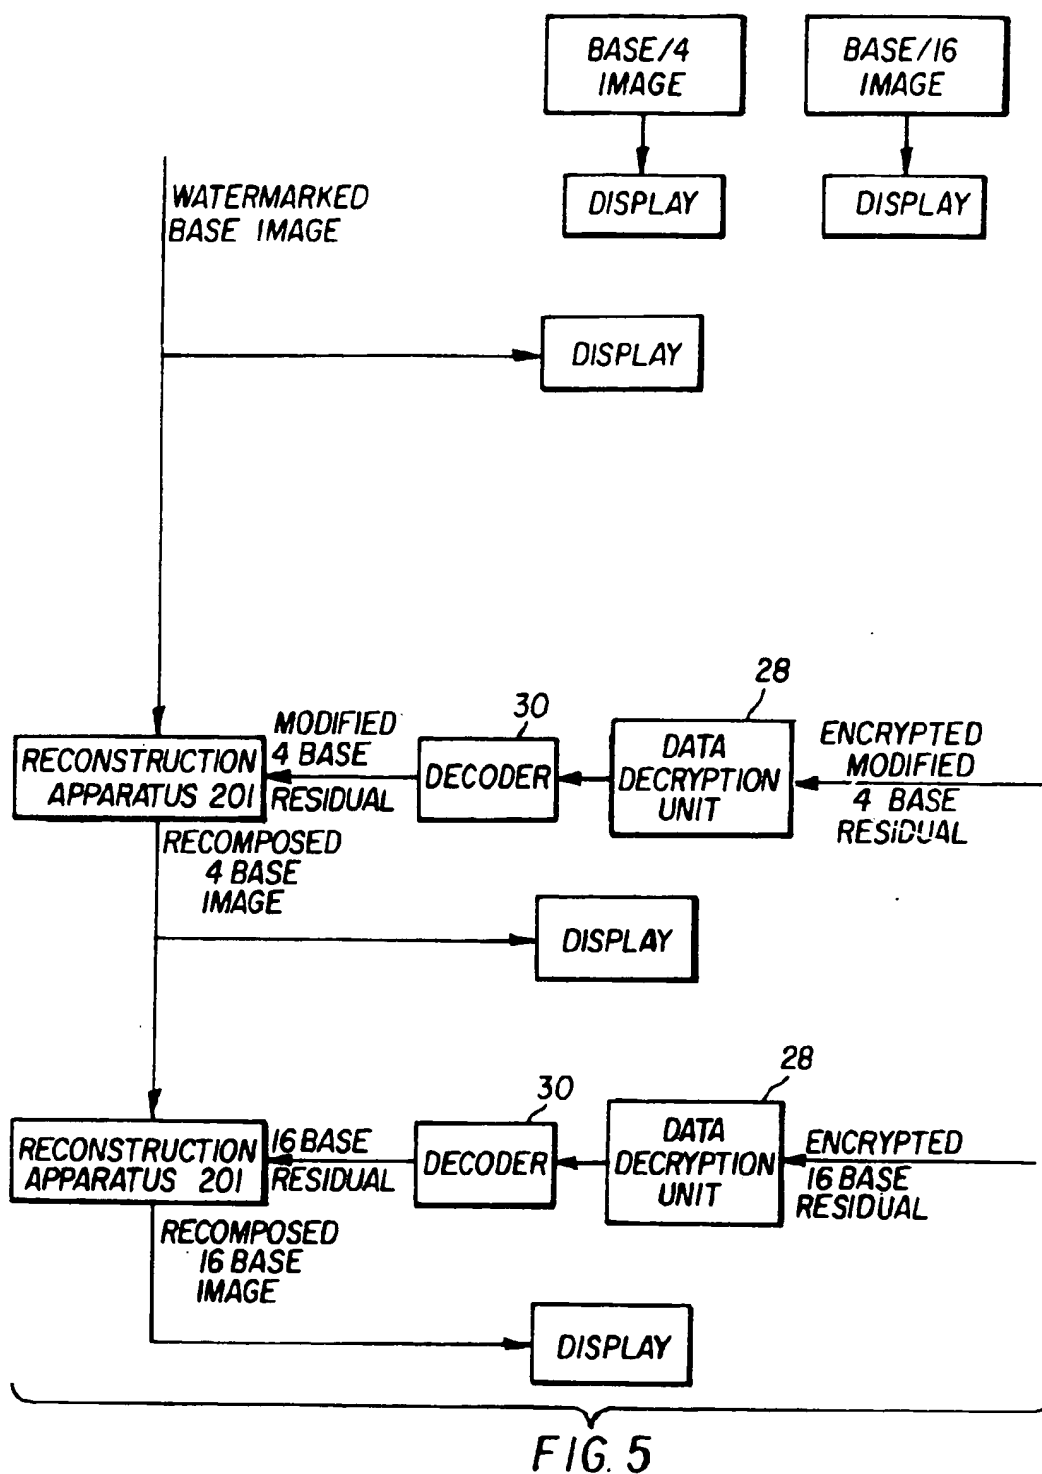 BASE/4
IMAGE
BASE/16
IMAGE
DISPLAY
DISPLAY
WATERMARKED
BASE IMAGE
DISPLAY
28
30
MODIFIED
4 BASE
RESIDUAL
RECONSTRUCTION
APPARATUS 201
DECODER
DATA
DECRYPTION
UNIT
ENCRYPTED
MODIFIED
4 BASE
RESIDUAL
RECOMPOSED
4 BASE
IMAGE
DISPLAY
28
30
RECONSTRUCTION
APPARATUS 201
16 BASE
RESIDUAL
DECODER
DATA
DECRYPTION
UNIT
ENCRYPTED
16 BASE
RESIDUAL
RECOMPOSED
16 BASE
IMAGE
DISPLAY
FIG. 5